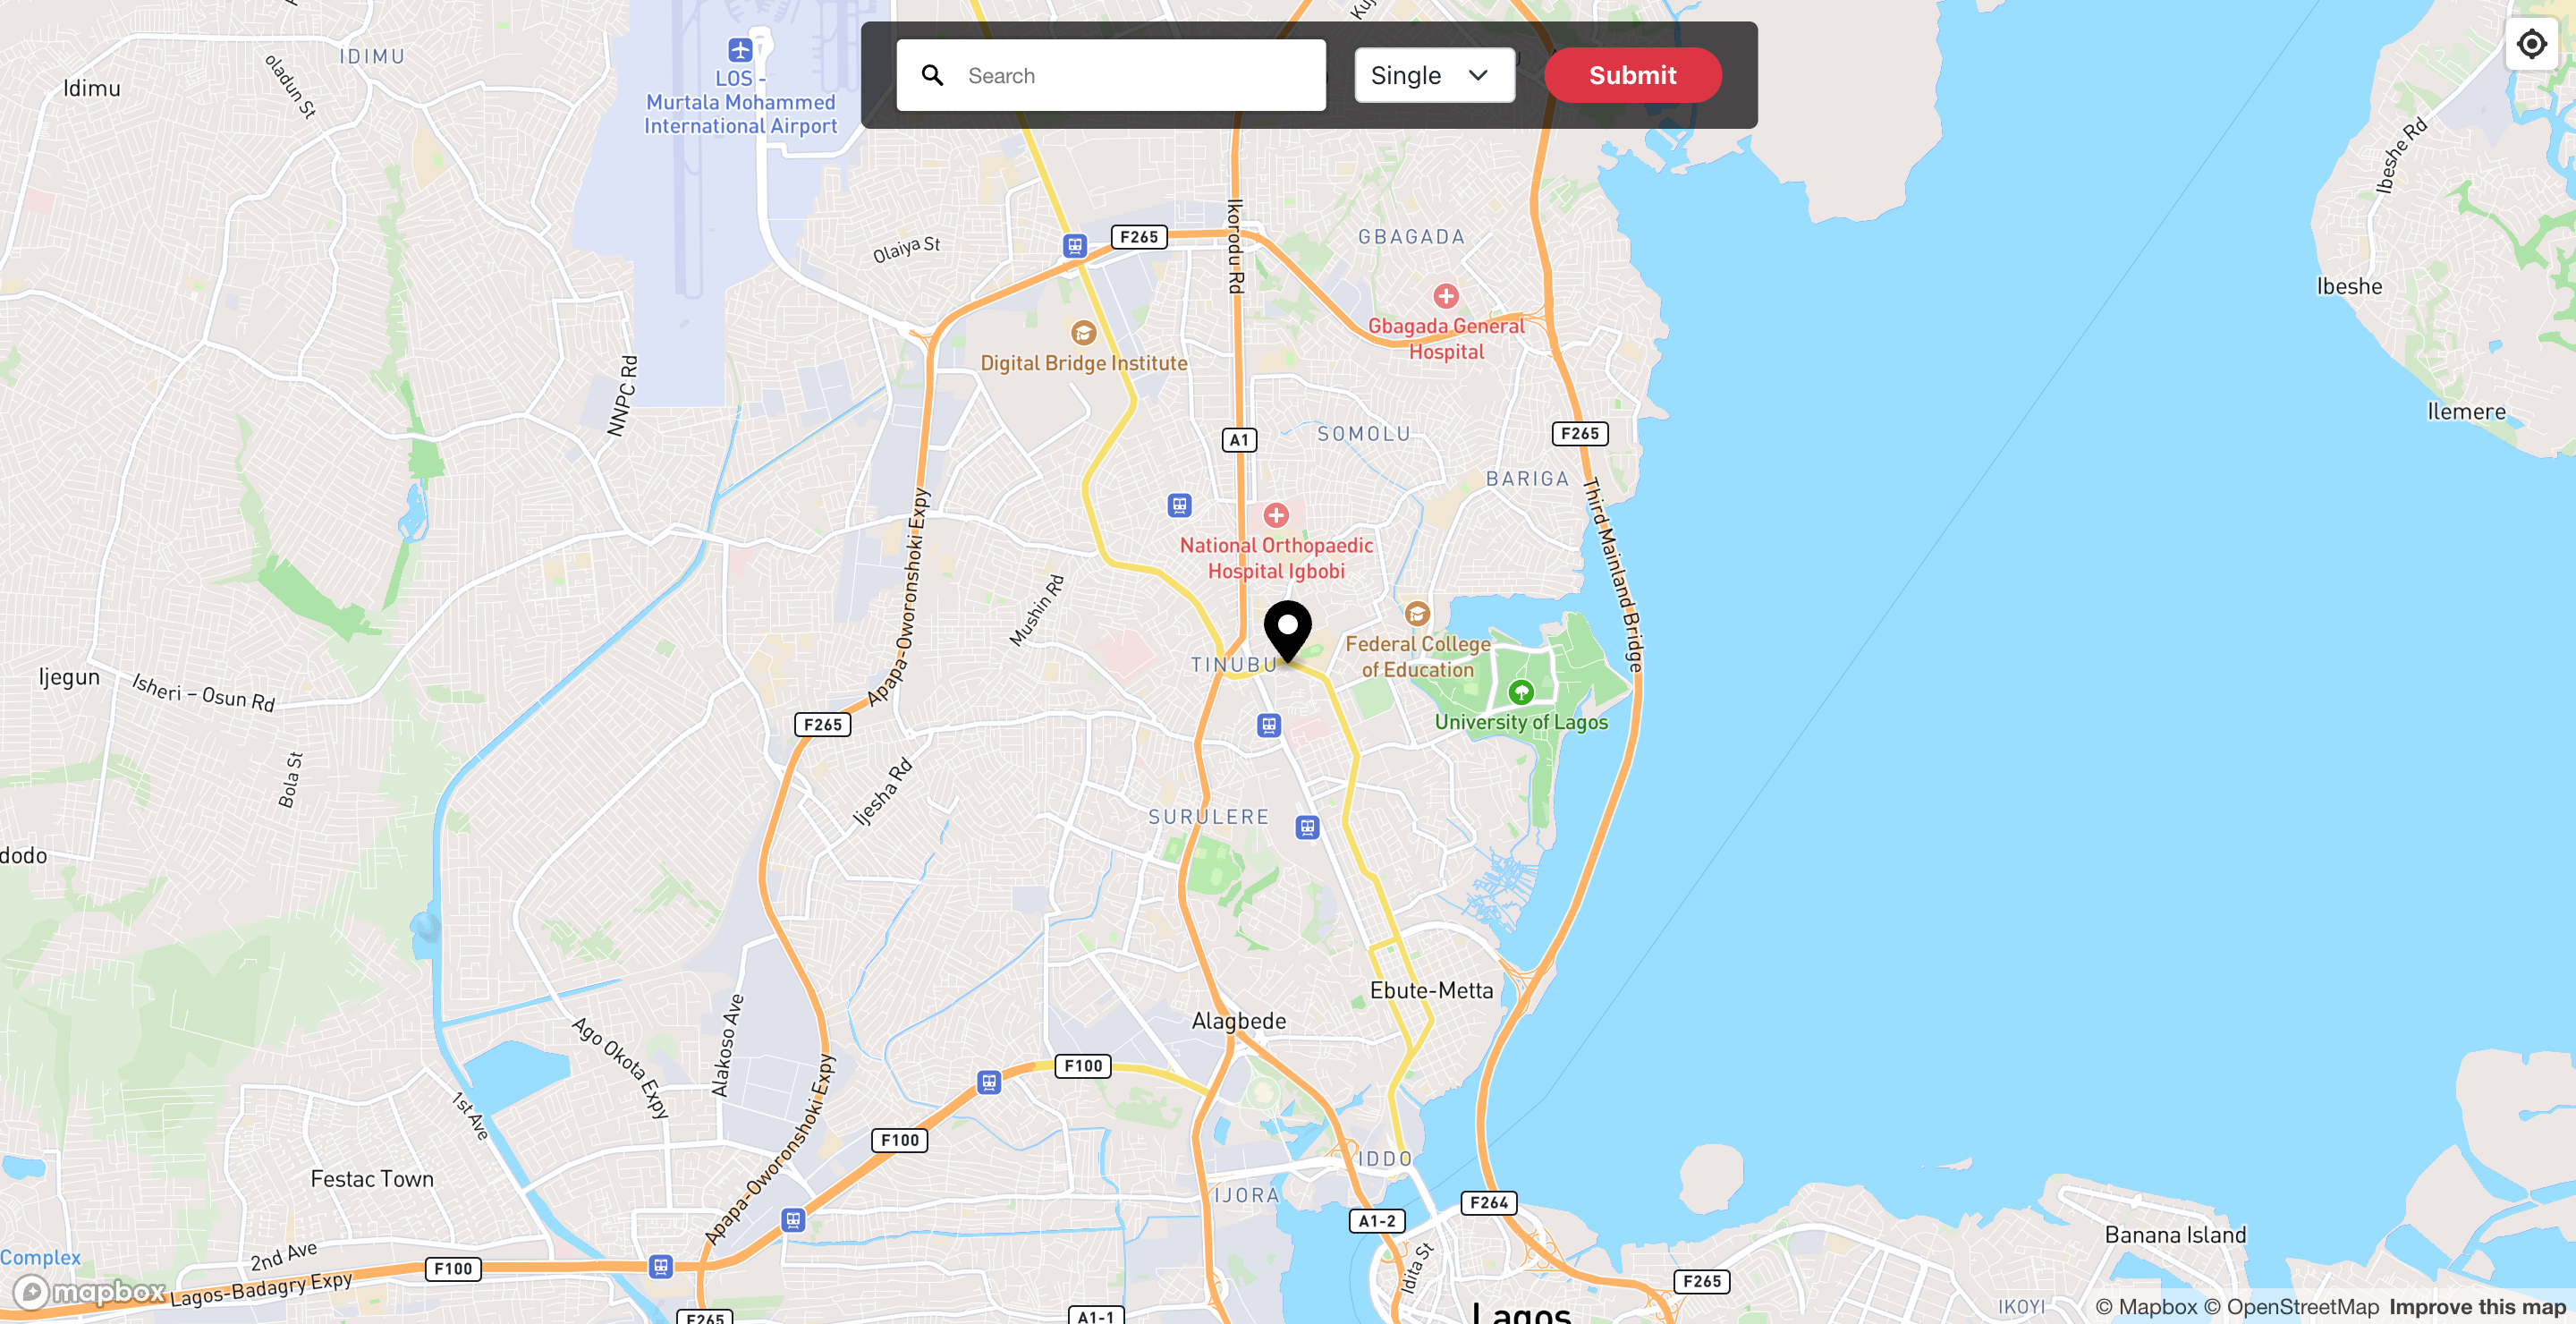 IDIMU
Idimu
oladun St
LOS -
Murtala Mohammed
International Airport
Search
Single
Submit
Ibeshe Rd
Olaiya St
F265
Ikorodu Rd
GBAGADA
Gbagada General
Hospital
Ibeshe
Digital Bridge Institute
NNPC Rd
A1
SOMOLU
F265
Ilemere
BARIGA
Third Mainland Bridge
National Orthopaedic
Hospital Igbobi
Apapa-Oworonshoki Expy
Mushin Rd
Federal College
of Education
TINUBU
Ijegun
Isheri – Osun Rd
F265
University of Lagos
Bola St
Ijesha Rd
SURULERE
dodo
Ebute-Metta
Alagbede
Alakoso Ave
Ago Okota Expy
F100
1st Ave
Apapa-Oworonshoki Expy
F100
IDDO
Festac Town
IJORA
F264
A1-2
Banana Island
Complex
2nd Ave
Idita St
F100
F265
Lagos-Badagry Expy
mapbox
F265
A1-1
Lagos
IKOYI
© Mapbox © OpenStreetMap Improve this map